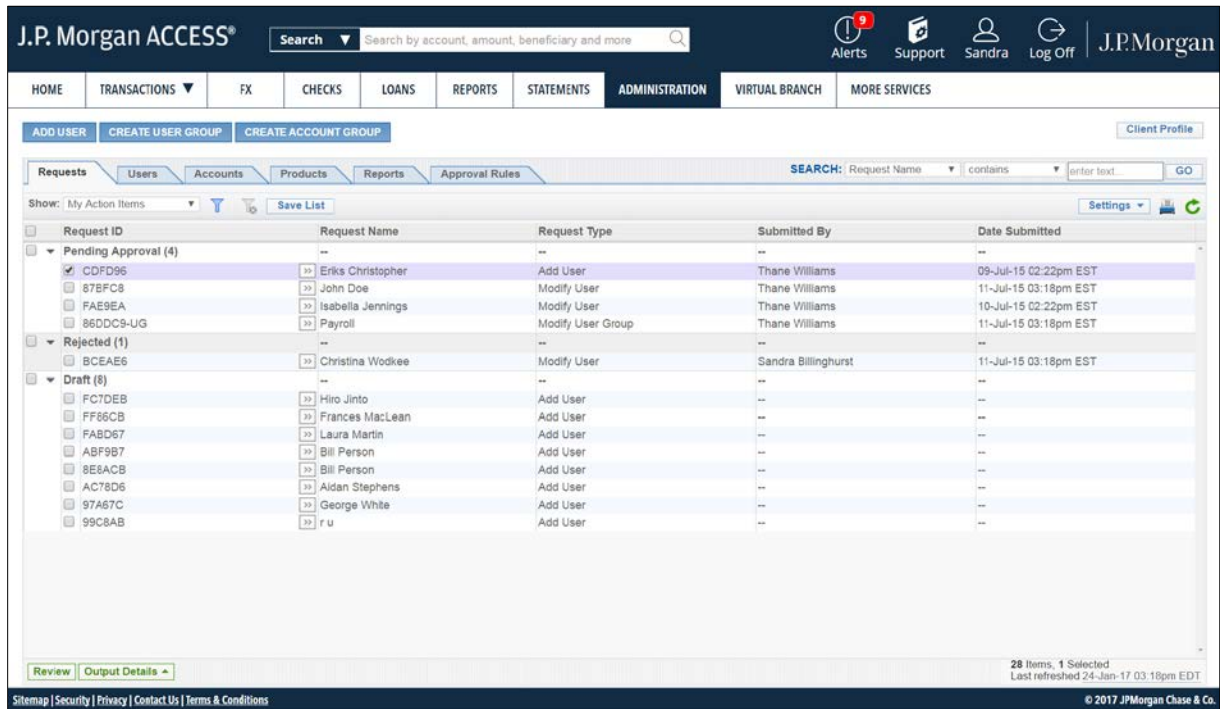 J.P. Morgan ACCESS®
Search ▼ Search by account, amount, beneficiary and more
9
Alerts Support Sandra Log Off J.P.Morgan
HOME TRANSACTIONS ▼ FX CHECKS LOANS REPORTS STATEMENTS ADMINISTRATION VIRTUAL BRANCH MORE SERVICES
ADD USER CREATE USER GROUP CREATE ACCOUNT GROUP Client Profile
Requests Users Accounts Products Reports Approval Rules SEARCH: Request Name ▼ contains ▼ enter text... GO
Show: My Action Items ▼ Save List Settings ▼
Request ID Request Name Request Type Submitted By Date Submitted
Pending Approval (4) -- -- -- --
CDFD96 >> Eriks Christopher Add User Thane Williams 09-Jul-15 02:22pm EST
87BFC8 >> John Doe Modify User Thane Williams 11-Jul-15 03:18pm EST
FAE9EA >> Isabella Jennings Modify User Thane Williams 10-Jul-15 02:22pm EST
86DDC9-UG >> Payroll Modify User Group Thane Williams 11-Jul-15 03:18pm EST
Rejected (1) -- -- -- --
BCEAE6 >> Christina Wodkee Modify User Sandra Billinghurst 11-Jul-15 03:18pm EST
Draft (8) -- -- -- --
FC7DEB >> Hiro Jinto Add User -- --
FF86CB >> Frances MacLean Add User -- --
FABD67 >> Laura Martin Add User -- --
ABF9B7 >> Bill Person Add User -- --
8E8ACB >> Bill Person Add User -- --
AC78D6 >> Aidan Stephens Add User -- --
97A67C >> George White Add User -- --
99C8AB >> r u Add User -- --
Review Output Details ▲ 28 Items, 1 Selected
Last refreshed 24-Jan-17 03:18pm EDT
Sitemap | Security | Privacy | Contact Us | Terms & Conditions © 2017 JPMorgan Chase & Co.